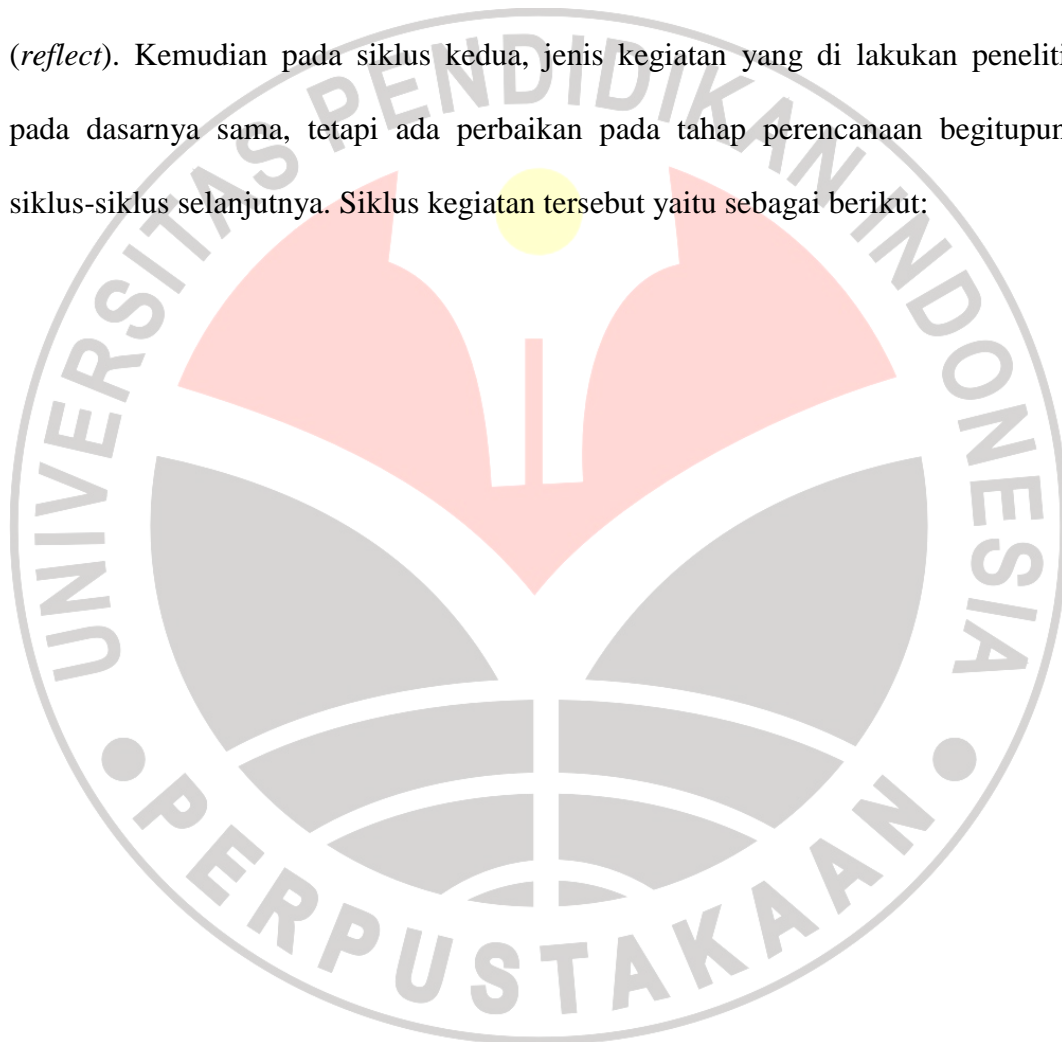 (reflect). Kemudian pada siklus kedua, jenis kegiatan yang di lakukan peneliti
pada dasarnya sama, tetapi ada perbaikan pada tahap perencanaan begitupun
siklus-siklus selanjutnya. Siklus kegiatan tersebut yaitu sebagai berikut:
UNIVERSITAS PENDIDIKAN INDONESIA
PERPUSTAKAAN